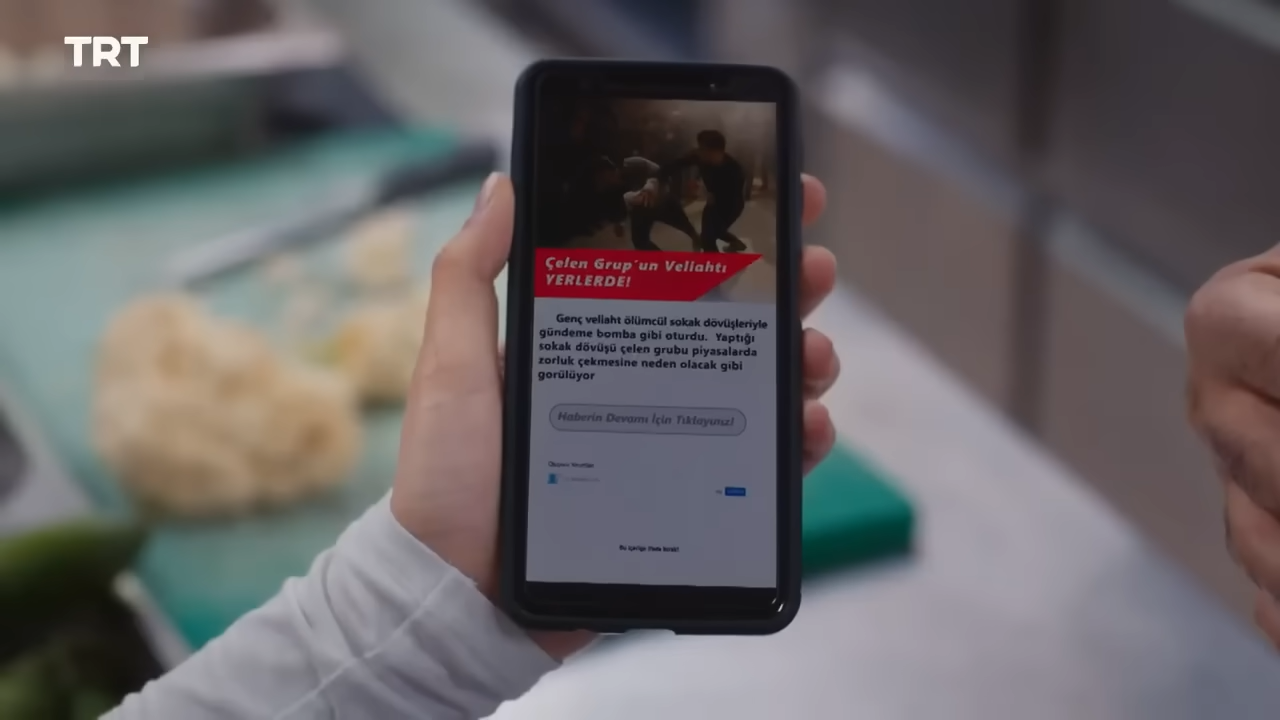 TRT
Çelen Grup'un Veliahtı
YERLERDE!
Genç veliaht ölümcül sokak dövüşleriyle
gündeme bomba gibi oturdu. Yaptığı
sokak dövüşü çelen grubu piyasalarda
zorluk çekmesine neden olacak gibi
gorülüyor
Haberin Devamı İçin Tıklayınız!